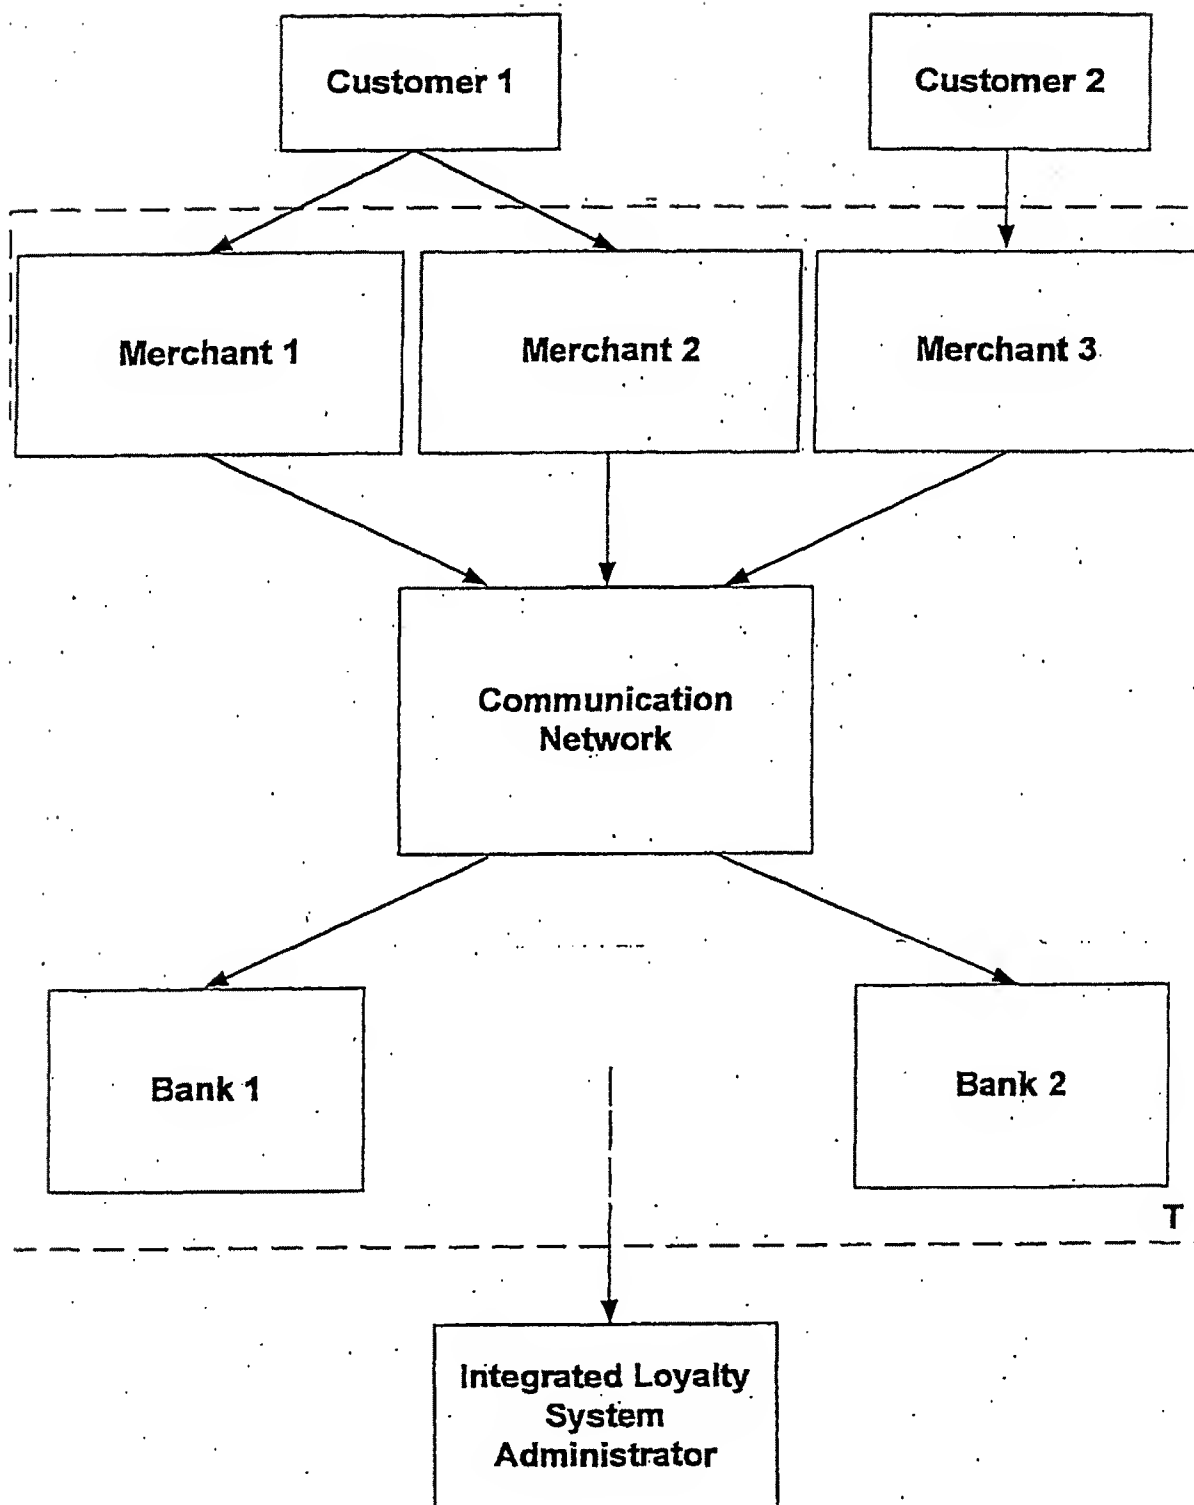 Customer 1
Customer 2
Merchant 1
Merchant 2
Merchant 3
Communication
Network
Bank 1
Bank 2
T
Integrated Loyalty
System
Administrator